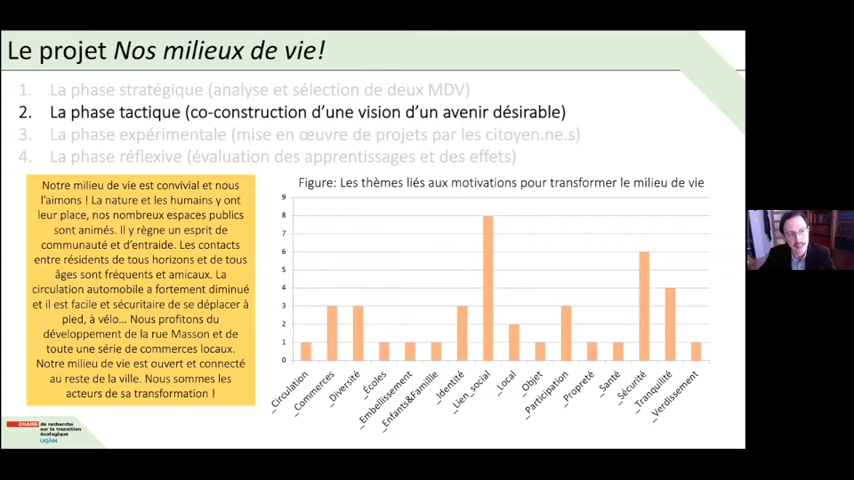 Le projet Nos milieux de vie!
1. La phase stratégique (analyse et sélection de deux MDV)
2. La phase tactique (co-construction d'une vision d'un avenir désirable)
3. La phase expérimentale (mise en œuvre de projets par les citoyen.ne.s)
4. La phase réflexive (évaluation des apprentissages et des effets)
Notre milieu de vie est convivial et nous
l'aimons ! La nature et les humains y ont
leur place, nos nombreux espaces publics
sont animés. Il y règne un esprit de
communauté et d'entraide. Les contacts
entre résidents de tous horizons et de tous
âges sont fréquents et amicaux. La
circulation automobile a fortement diminué
et il est facile et sécuritaire de se déplacer à
pied, à vélo... Nous profitons du
développement de la rue Masson et de
toute une série de commerces locaux.
Notre milieu de vie est ouvert et connecté
au reste de la ville. Nous sommes les
acteurs de sa transformation !
Figure: Les thèmes liés aux motivations pour transformer le milieu de vie
9
8
7
6
5
4
3
2
1
0
_Circulation
_Commerces
_Diversité
_Écoles
_Embellissement
_Enfants&Famillle
_Identité
_Lien_social
_Local
_Objet
_Participation
_Propreté
_Santé
_Sécurité
_Tranquilité
_Verdissement
CHAIRE de recherche
sur la transition
écologique
UQÀM